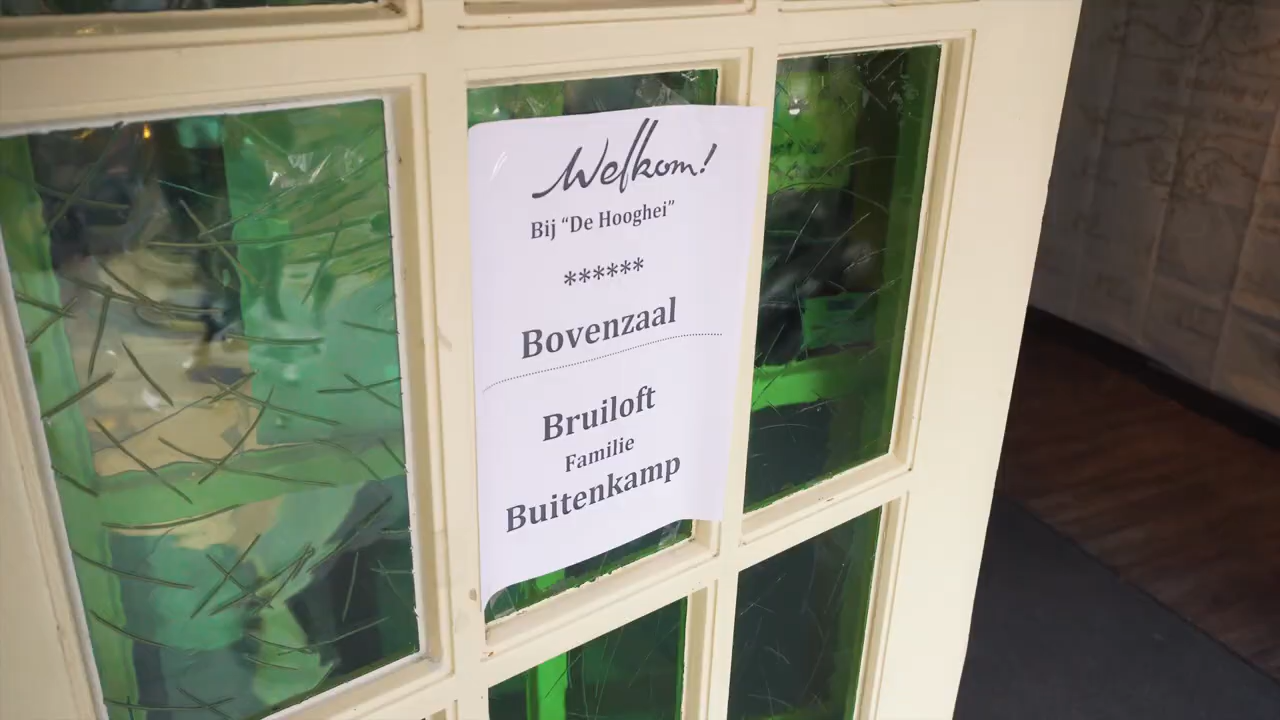 Welkom!
Bij “De Hooghei”
******
Bovenzaal
Bruiloft
Familie
Buitenkamp